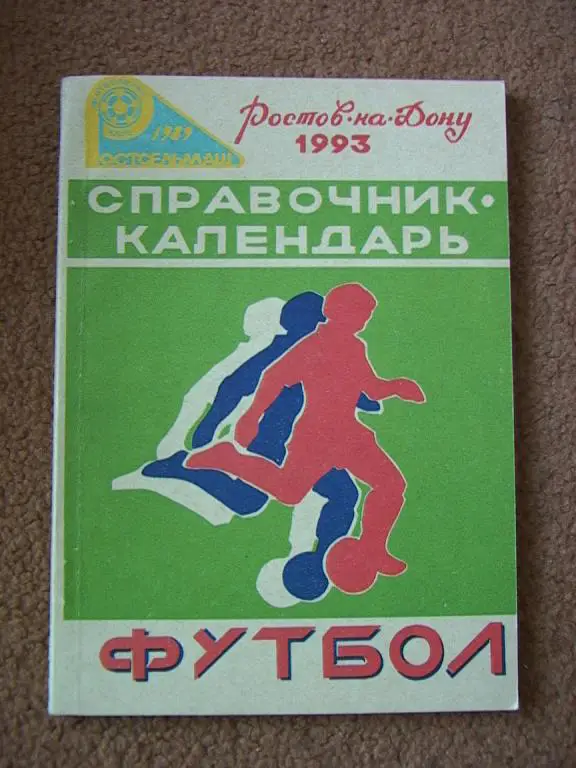 1989
РОСТСЕЛЬМАШ
Ростов-на-Дону
1993
СПРАВОЧНИК·
КАЛЕНДАРЬ
ФУТБОЛ